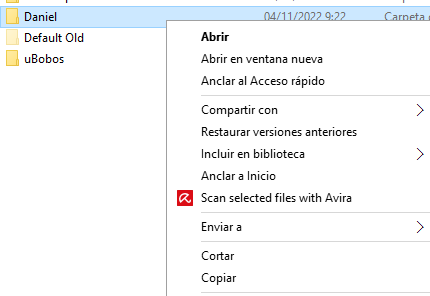 Daniel 04/11/2022 9:22 Carpeta
Default Old
uBobos
Abrir
Abrir en ventana nueva
Anclar al Acceso rápido
Compartir con
Restaurar versiones anteriores
Incluir en biblioteca
Anclar a Inicio
Scan selected files with Avira
Enviar a
Cortar
Copiar